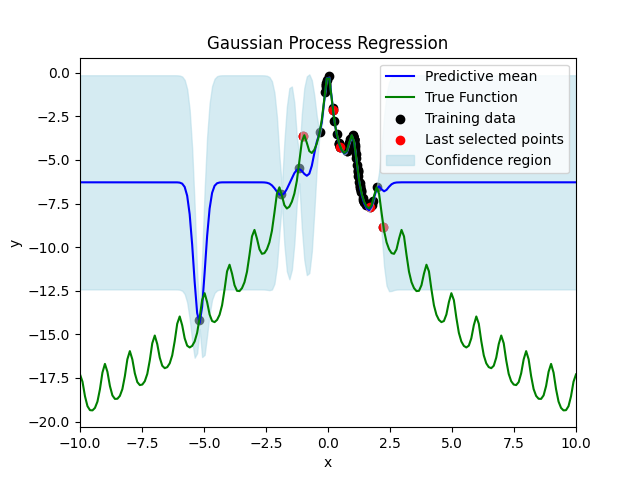 Gaussian Process Regression
Predictive mean
True Function
Training data
Last selected points
Confidence region
y
0.0
−2.5
−5.0
−7.5
−10.0
−12.5
−15.0
−17.5
−20.0
−10.0 −7.5 −5.0 −2.5 0.0 2.5 5.0 7.5 10.0
x